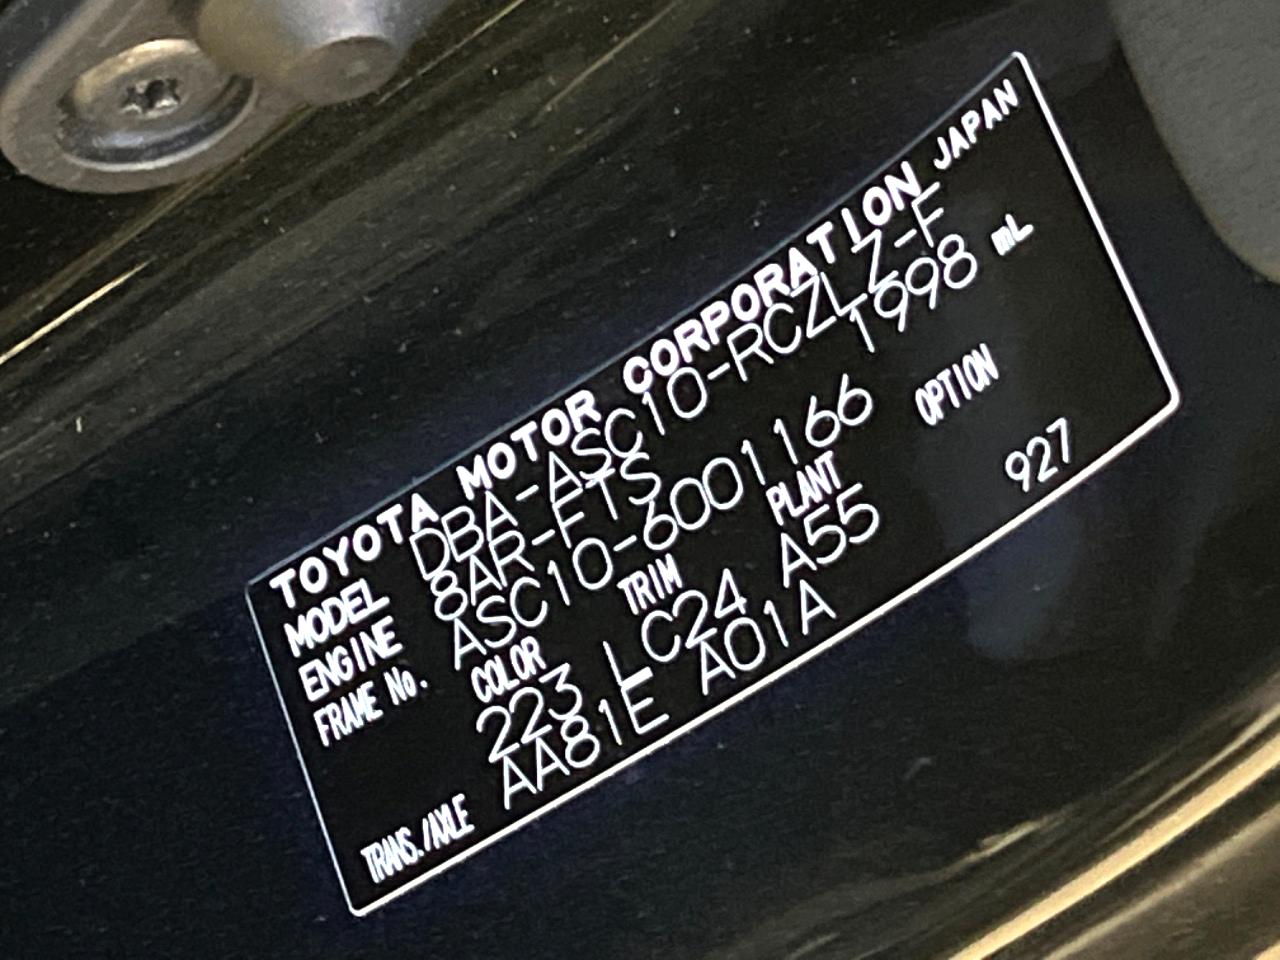 TOYOTA MOTOR CORPORATION JAPAN
MODEL DBA-ASC10-RCZLZ-F
ENGINE 8AR-FTS 1998 mL
FRAME No. ASC10-6001166
COLOR TRIM PLANT OPTION
223 LC24 A55 927
TRANS./AXLE AA81E A01A